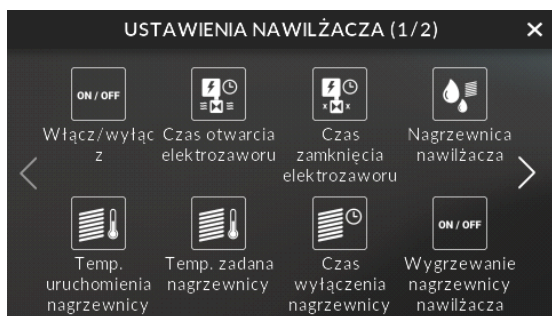 USTAWIENIA NAWILŻACZA (1/2)
ON / OFF
Włącz/wyłąc
z
Czas otwarcia
elektrozaworu
Czas
zamknięcia
elektrozaworu
Nagrzewnica
nawilżacza
Temp.
uruchomienia
nagrzewnicy
Temp. zadana
nagrzewnicy
Czas
wyłączenia
nagrzewnicy
ON / OFF
Wygrzewanie
nagrzewnicy
nawilżacza